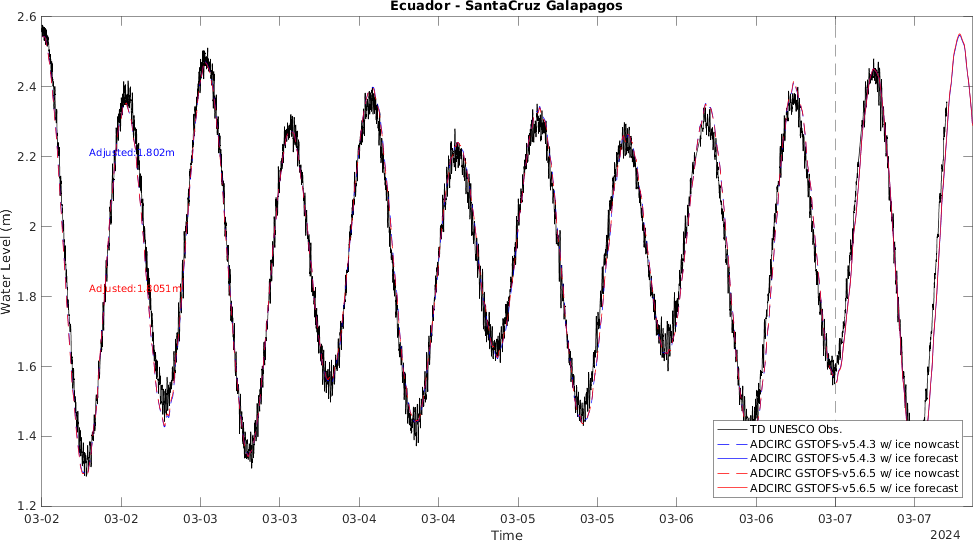 Ecuador - SantaCruz Galapagos
Water Level (m)
2.6
2.4
2.2
2
1.8
1.6
1.4
1.2
Adjusted:1.802m
Adjusted:1.8051m
TD UNESCO Obs.
ADCIRC GSTOFS-v5.4.3 w/ ice nowcast
ADCIRC GSTOFS-v5.4.3 w/ ice forecast
ADCIRC GSTOFS-v5.6.5 w/ ice nowcast
ADCIRC GSTOFS-v5.6.5 w/ ice forecast
03-02 03-02 03-03 03-03 03-04 03-04 03-05 03-05 03-06 03-06 03-07 03-07
Time
2024